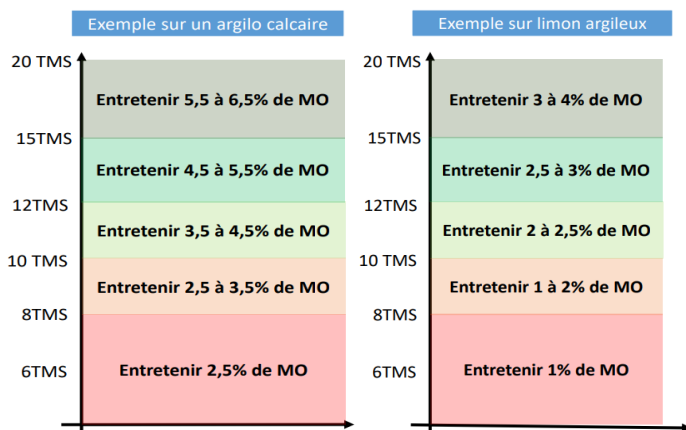 Exemple sur un argilo calcaire
20 TMS
Entretenir 5,5 à 6,5% de MO
15TMS
Entretenir 4,5 à 5,5% de MO
12TMS
Entretenir 3,5 à 4,5% de MO
10 TMS
Entretenir 2,5 à 3,5% de MO
8TMS
Entretenir 2,5% de MO
6TMS
Exemple sur limon argileux
20 TMS
Entretenir 3 à 4% de MO
15TMS
Entretenir 2,5 à 3% de MO
12TMS
Entretenir 2 à 2,5% de MO
10 TMS
Entretenir 1 à 2% de MO
8TMS
Entretenir 1% de MO
6TMS